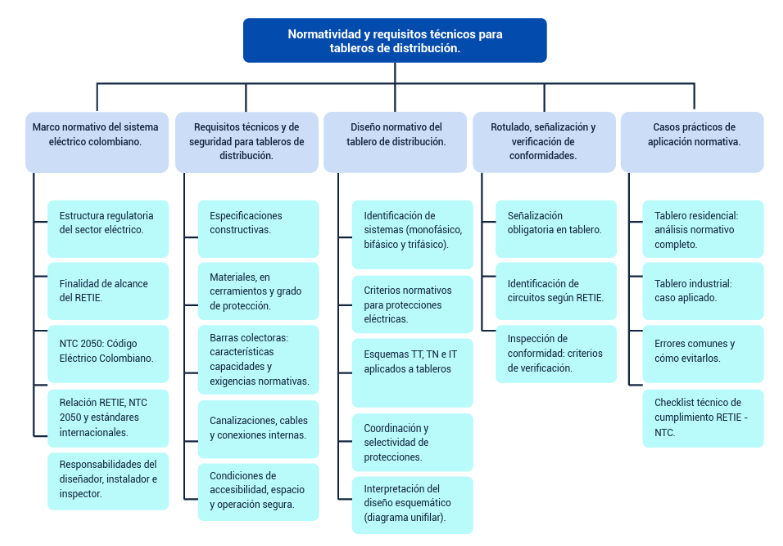 Normatividad y requisitos técnicos para
tableros de distribución.
Marco normativo del sistema
eléctrico colombiano.
Estructura regulatoria
del sector eléctrico.
Finalidad de alcance
del RETIE.
NTC 2050: Código
Eléctrico Colombiano.
Relación RETIE, NTC
2050 y estándares
internacionales.
Responsabilidades del
diseñador, instalador e
inspector.
Requisitos técnicos y de
seguridad para tableros de
distribución.
Especificaciones
constructivas.
Materiales, en
cerramientos y grado
de protección.
Barras colectoras:
características
capacidades y
exigencias normativas.
Canalizaciones, cables
y conexiones internas.
Condiciones de
accesibilidad, espacio
y operación segura.
Diseño normativo del
tablero de distribución.
Identificación de
sistemas (monofásico,
bifásico y trifásico).
Criterios normativos
para protecciones
eléctricas.
Esquemas TT, TN e IT
aplicados a tableros
Coordinación y
selectividad de
protecciones.
Interpretación del
diseño esquemático
(diagrama unifilar).
Rotulado, señalización y
verificación de
conformidades.
Señalización
obligatoria en tablero.
Identificación de
circuitos según RETIE.
Inspección de
conformidad: criterios
de verificación.
Casos prácticos de
aplicación normativa.
Tablero residencial:
análisis normativo
completo.
Tablero industrial:
caso aplicado.
Errores comunes y
cómo evitarlos.
Checklist técnico de
cumplimiento RETIE -
NTC.